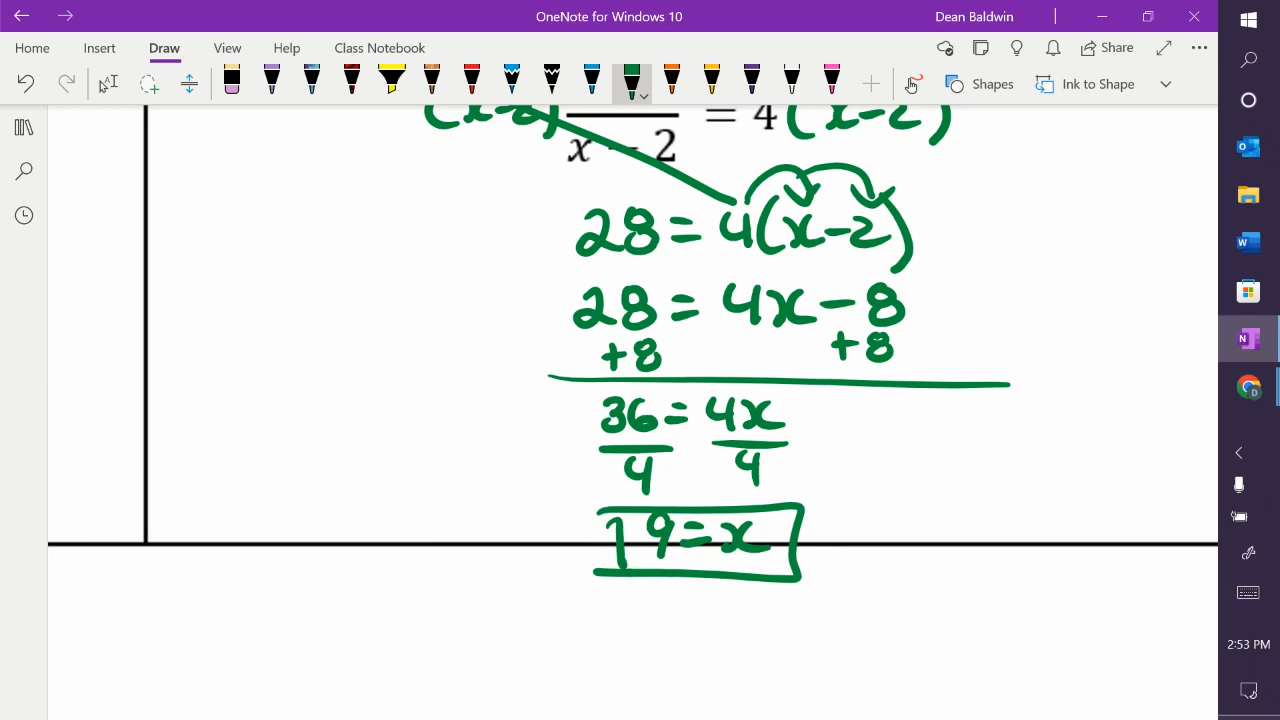 OneNote for Windows 10
Dean Baldwin
Home Insert Draw View Help Class Notebook
Share
Shapes
Ink to Shape
(x-2) = 4 (x-2)
x - 2
28 = 4(x-2)
28 = 4x - 8
+8 +8
36 = 4x
4 4
9 = x
2:53 PM